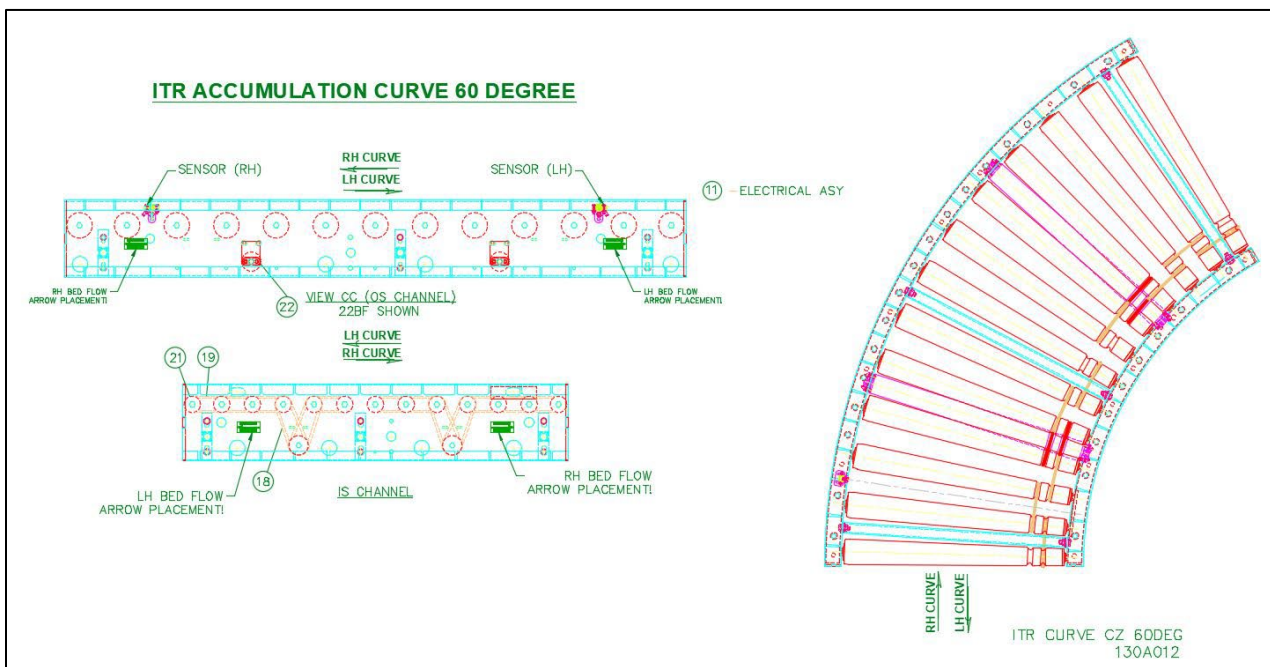 ITR ACCUMULATION CURVE 60 DEGREE
SENSOR (RH)
RH CURVE
LH CURVE
SENSOR (LH)
11
ELECTRICAL ASY
RH BED FLOW
ARROW PLACEMENT!
22
VIEW CC (OS CHANNEL)
22BF SHOWN
LH BED FLOW
ARROW PLACEMENT!
LH CURVE
RH CURVE
21
19
18
LH BED FLOW
ARROW PLACEMENT!
IS CHANNEL
RH BED FLOW
ARROW PLACEMENT!
RH CURVE
LH CURVE
ITR CURVE CZ 60DEG
130A012